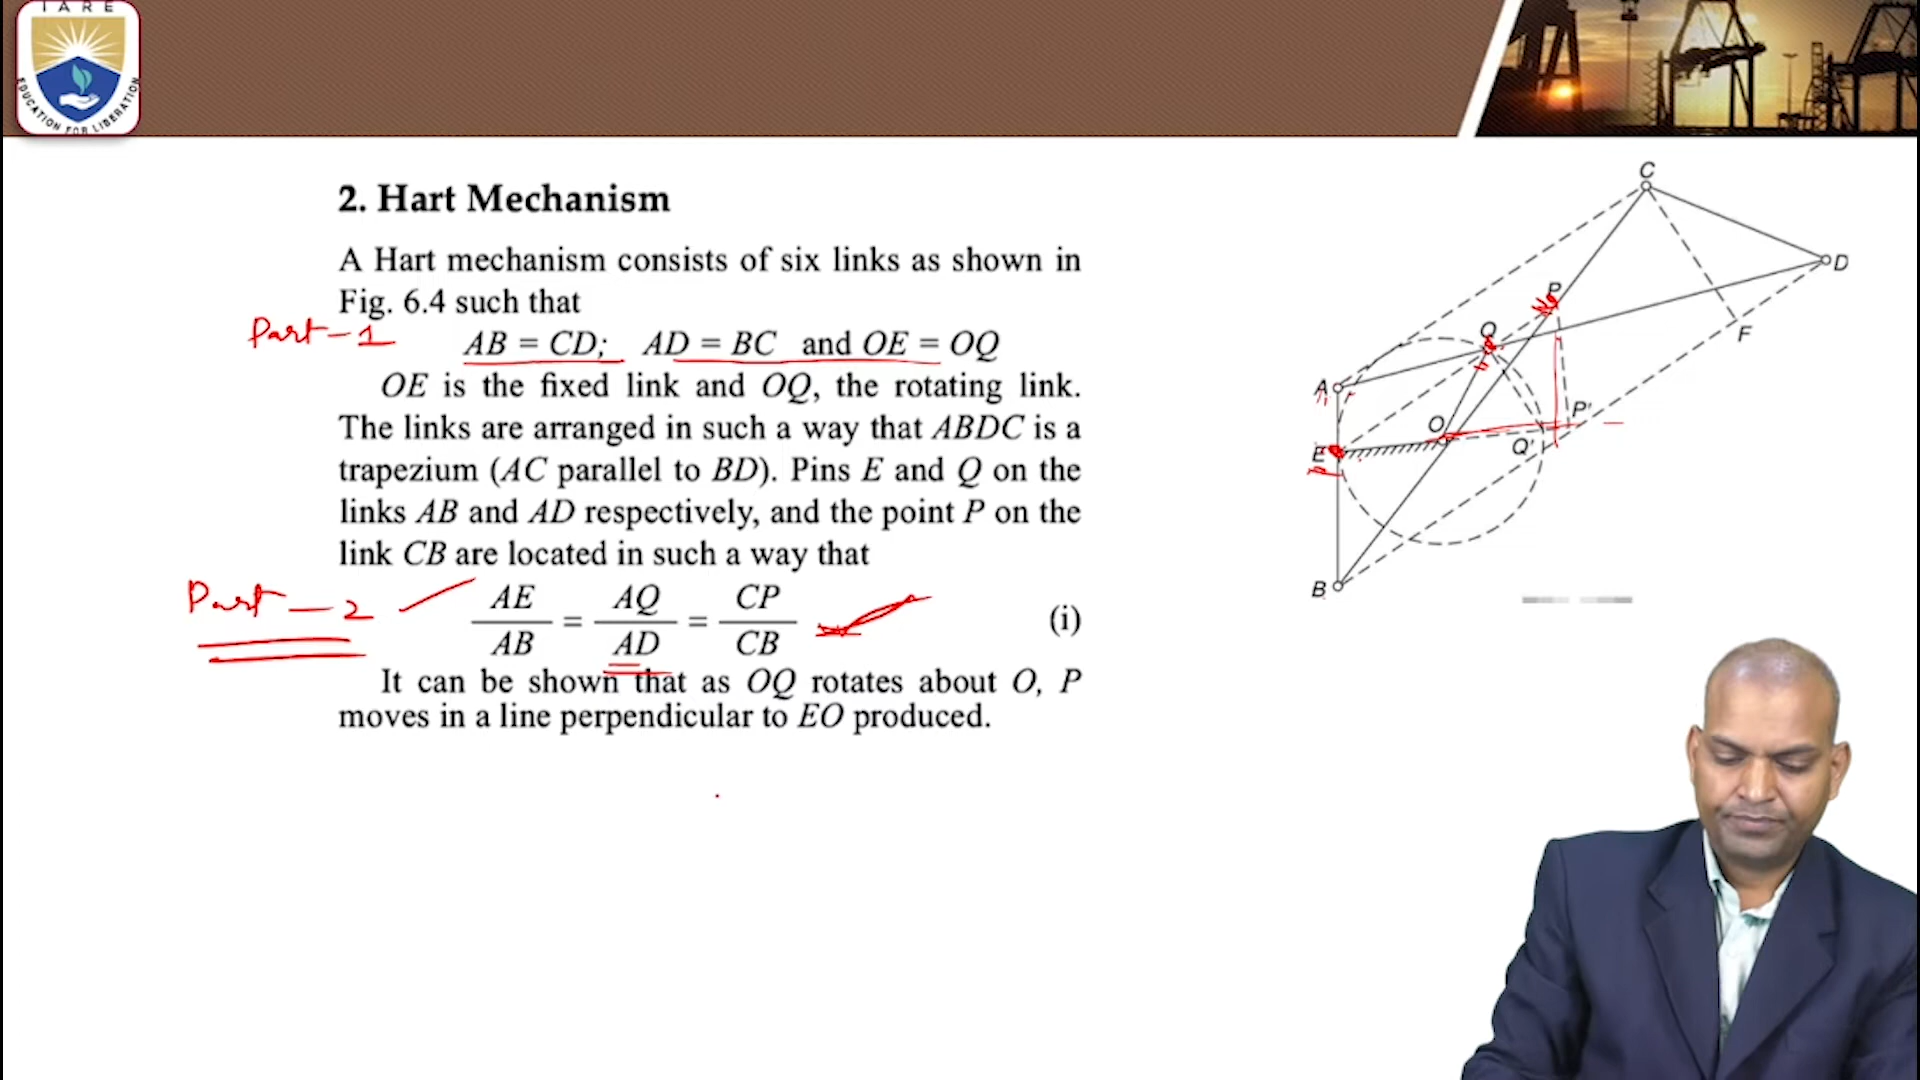 IARE
EDUCATION FOR LIBERATION
2. Hart Mechanism
A Hart mechanism consists of six links as shown in
Fig. 6.4 such that
Part-1
AB = CD; AD = BC and OE = OQ
OE is the fixed link and OQ, the rotating link.
The links are arranged in such a way that ABDC is a
trapezium (AC parallel to BD). Pins E and Q on the
links AB and AD respectively, and the point P on the
link CB are located in such a way that
Part-2
AE/AB = AQ/AD = CP/CB (i)
It can be shown that as OQ rotates about O, P
moves in a line perpendicular to EO produced.
C
D
P
Q
F
A
P'
O
Q'
E
B